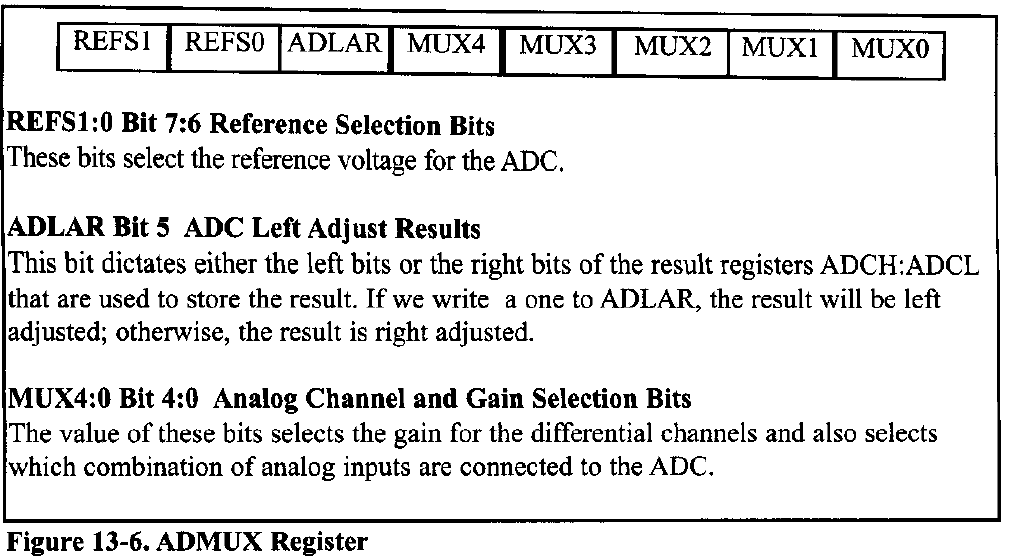 REFS1 REFS0 ADLAR MUX4 MUX3 MUX2 MUX1 MUX0
REFS1:0 Bit 7:6 Reference Selection Bits
These bits select the reference voltage for the ADC.
ADLAR Bit 5 ADC Left Adjust Results
This bit dictates either the left bits or the right bits of the result registers ADCH:ADCL
that are used to store the result. If we write a one to ADLAR, the result will be left
adjusted; otherwise, the result is right adjusted.
MUX4:0 Bit 4:0 Analog Channel and Gain Selection Bits
The value of these bits selects the gain for the differential channels and also selects
which combination of analog inputs are connected to the ADC.
Figure 13-6. ADMUX Register